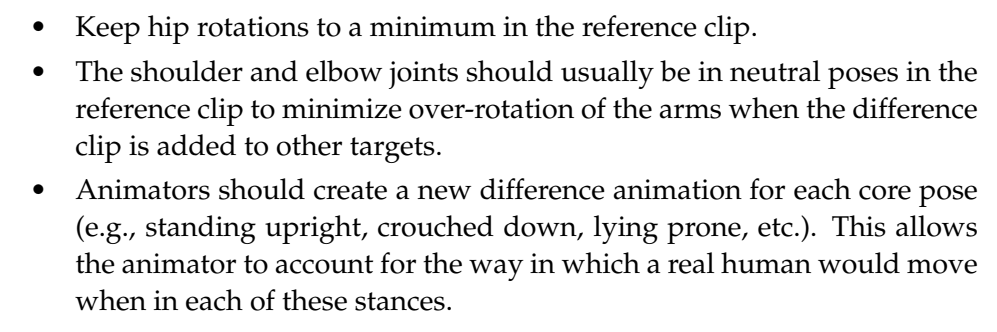 • Keep hip rotations to a minimum in the reference clip.
• The shoulder and elbow joints should usually be in neutral poses in the
reference clip to minimize over-rotation of the arms when the difference
clip is added to other targets.
• Animators should create a new difference animation for each core pose
(e.g., standing upright, crouched down, lying prone, etc.). This allows
the animator to account for the way in which a real human would move
when in each of these stances.